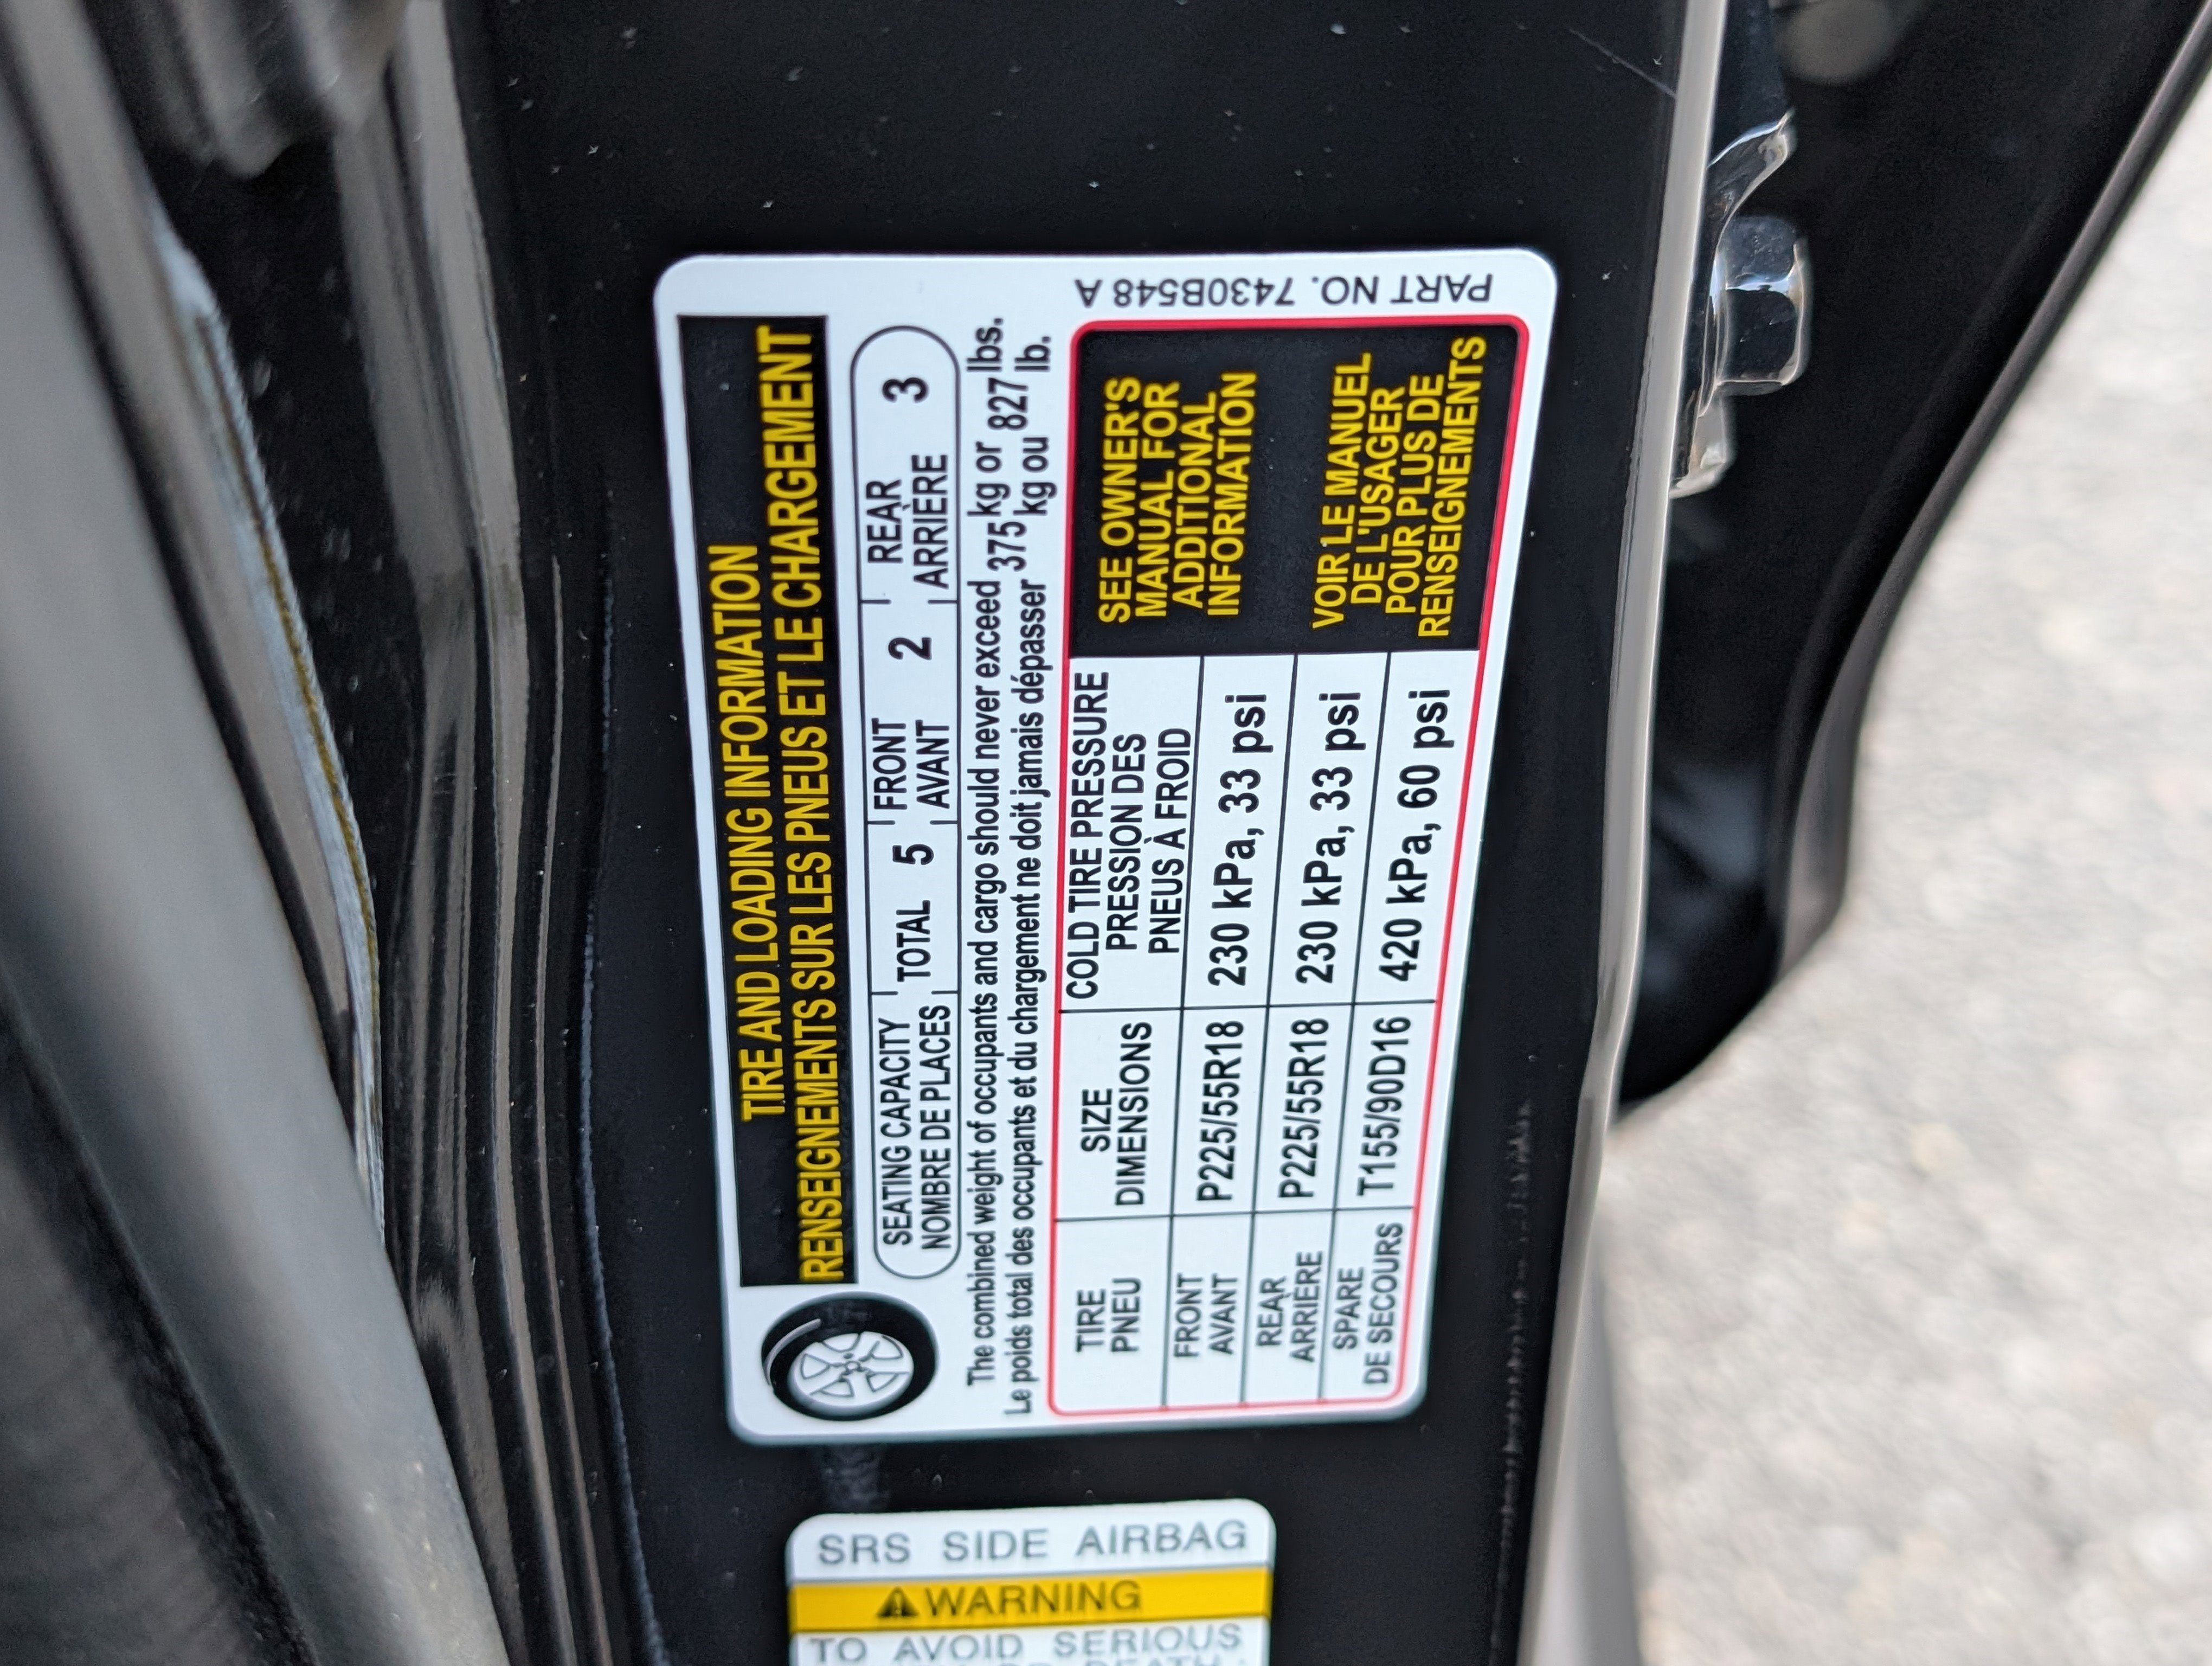 TIRE AND LOADING INFORMATION
RENSEIGNEMENTS SUR LES PNEUS ET LE CHARGEMENT
SEATING CAPACITY
NOMBRE DE PLACES
TOTAL 5
FRONT
AVANT
2
REAR
ARRIÈRE
3
The combined weight of occupants and cargo should never exceed 375 kg or 827 lbs.
Le poids total des occupants et du chargement ne doit jamais dépasser 375 kg ou 827 lb.
TIRE
PNEU
SIZE
DIMENSIONS
COLD TIRE PRESSURE
PRESSION DES
PNEUS À FROID
FRONT
AVANT
P225/55R18
230 kPa, 33 psi
REAR
ARRIÈRE
P225/55R18
230 kPa, 33 psi
SPARE
DE SECOURS
T155/90D16
420 kPa, 60 psi
SEE OWNER'S
MANUAL FOR
ADDITIONAL
INFORMATION
VOIR LE MANUEL
DE L'USAGER
POUR PLUS DE
RENSEIGNEMENTS
PART NO. 7430B548 A
SRS SIDE AIRBAG
WARNING
TO AVOID SERIOUS